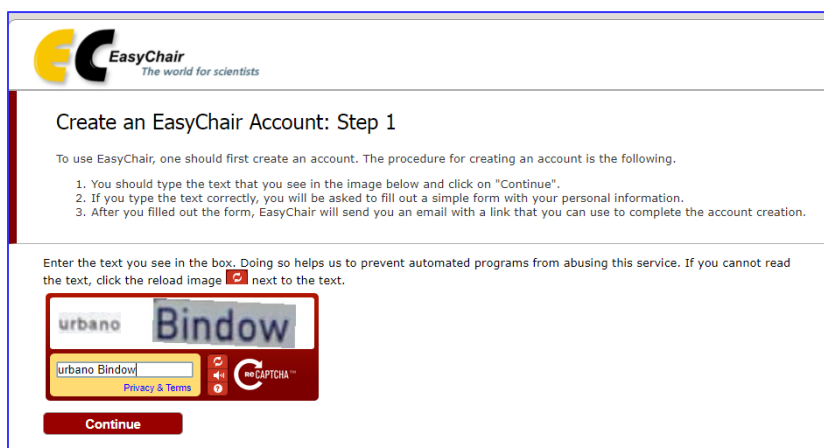 EasyChair
The world for scientists
Create an EasyChair Account: Step 1
To use EasyChair, one should first create an account. The procedure for creating an account is the following.
1. You should type the text that you see in the image below and click on "Continue".
2. If you type the text correctly, you will be asked to fill out a simple form with your personal information.
3. After you filled out the form, EasyChair will send you an email with a link that you can use to complete the account creation.
Enter the text you see in the box. Doing so helps us to prevent automated programs from abusing this service. If you cannot read
the text, click the reload image next to the text.
urbano Bindow
urbano Bindow
Privacy & Terms
?
reCAPTCHA™
Continue